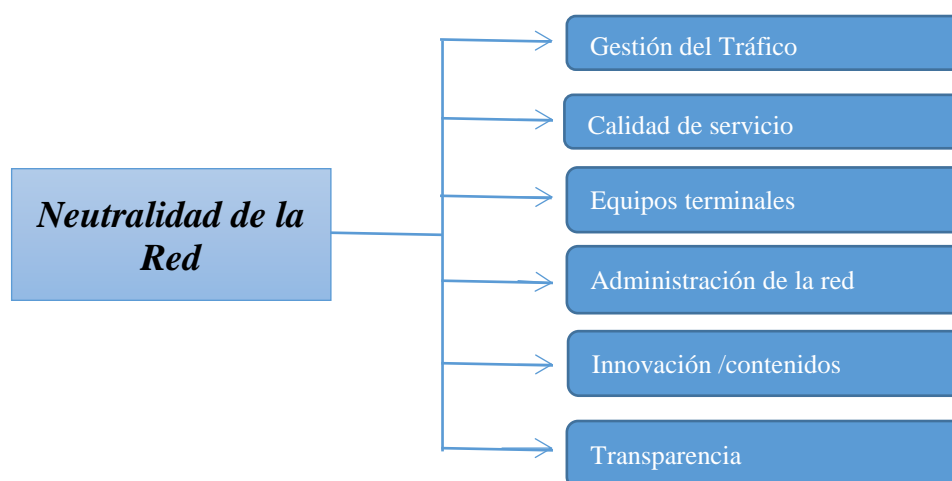 Gestión del Tráfico
Calidad de servicio
Neutralidad de la
Red
Equipos terminales
Administración de la red
Innovación /contenidos
Transparencia